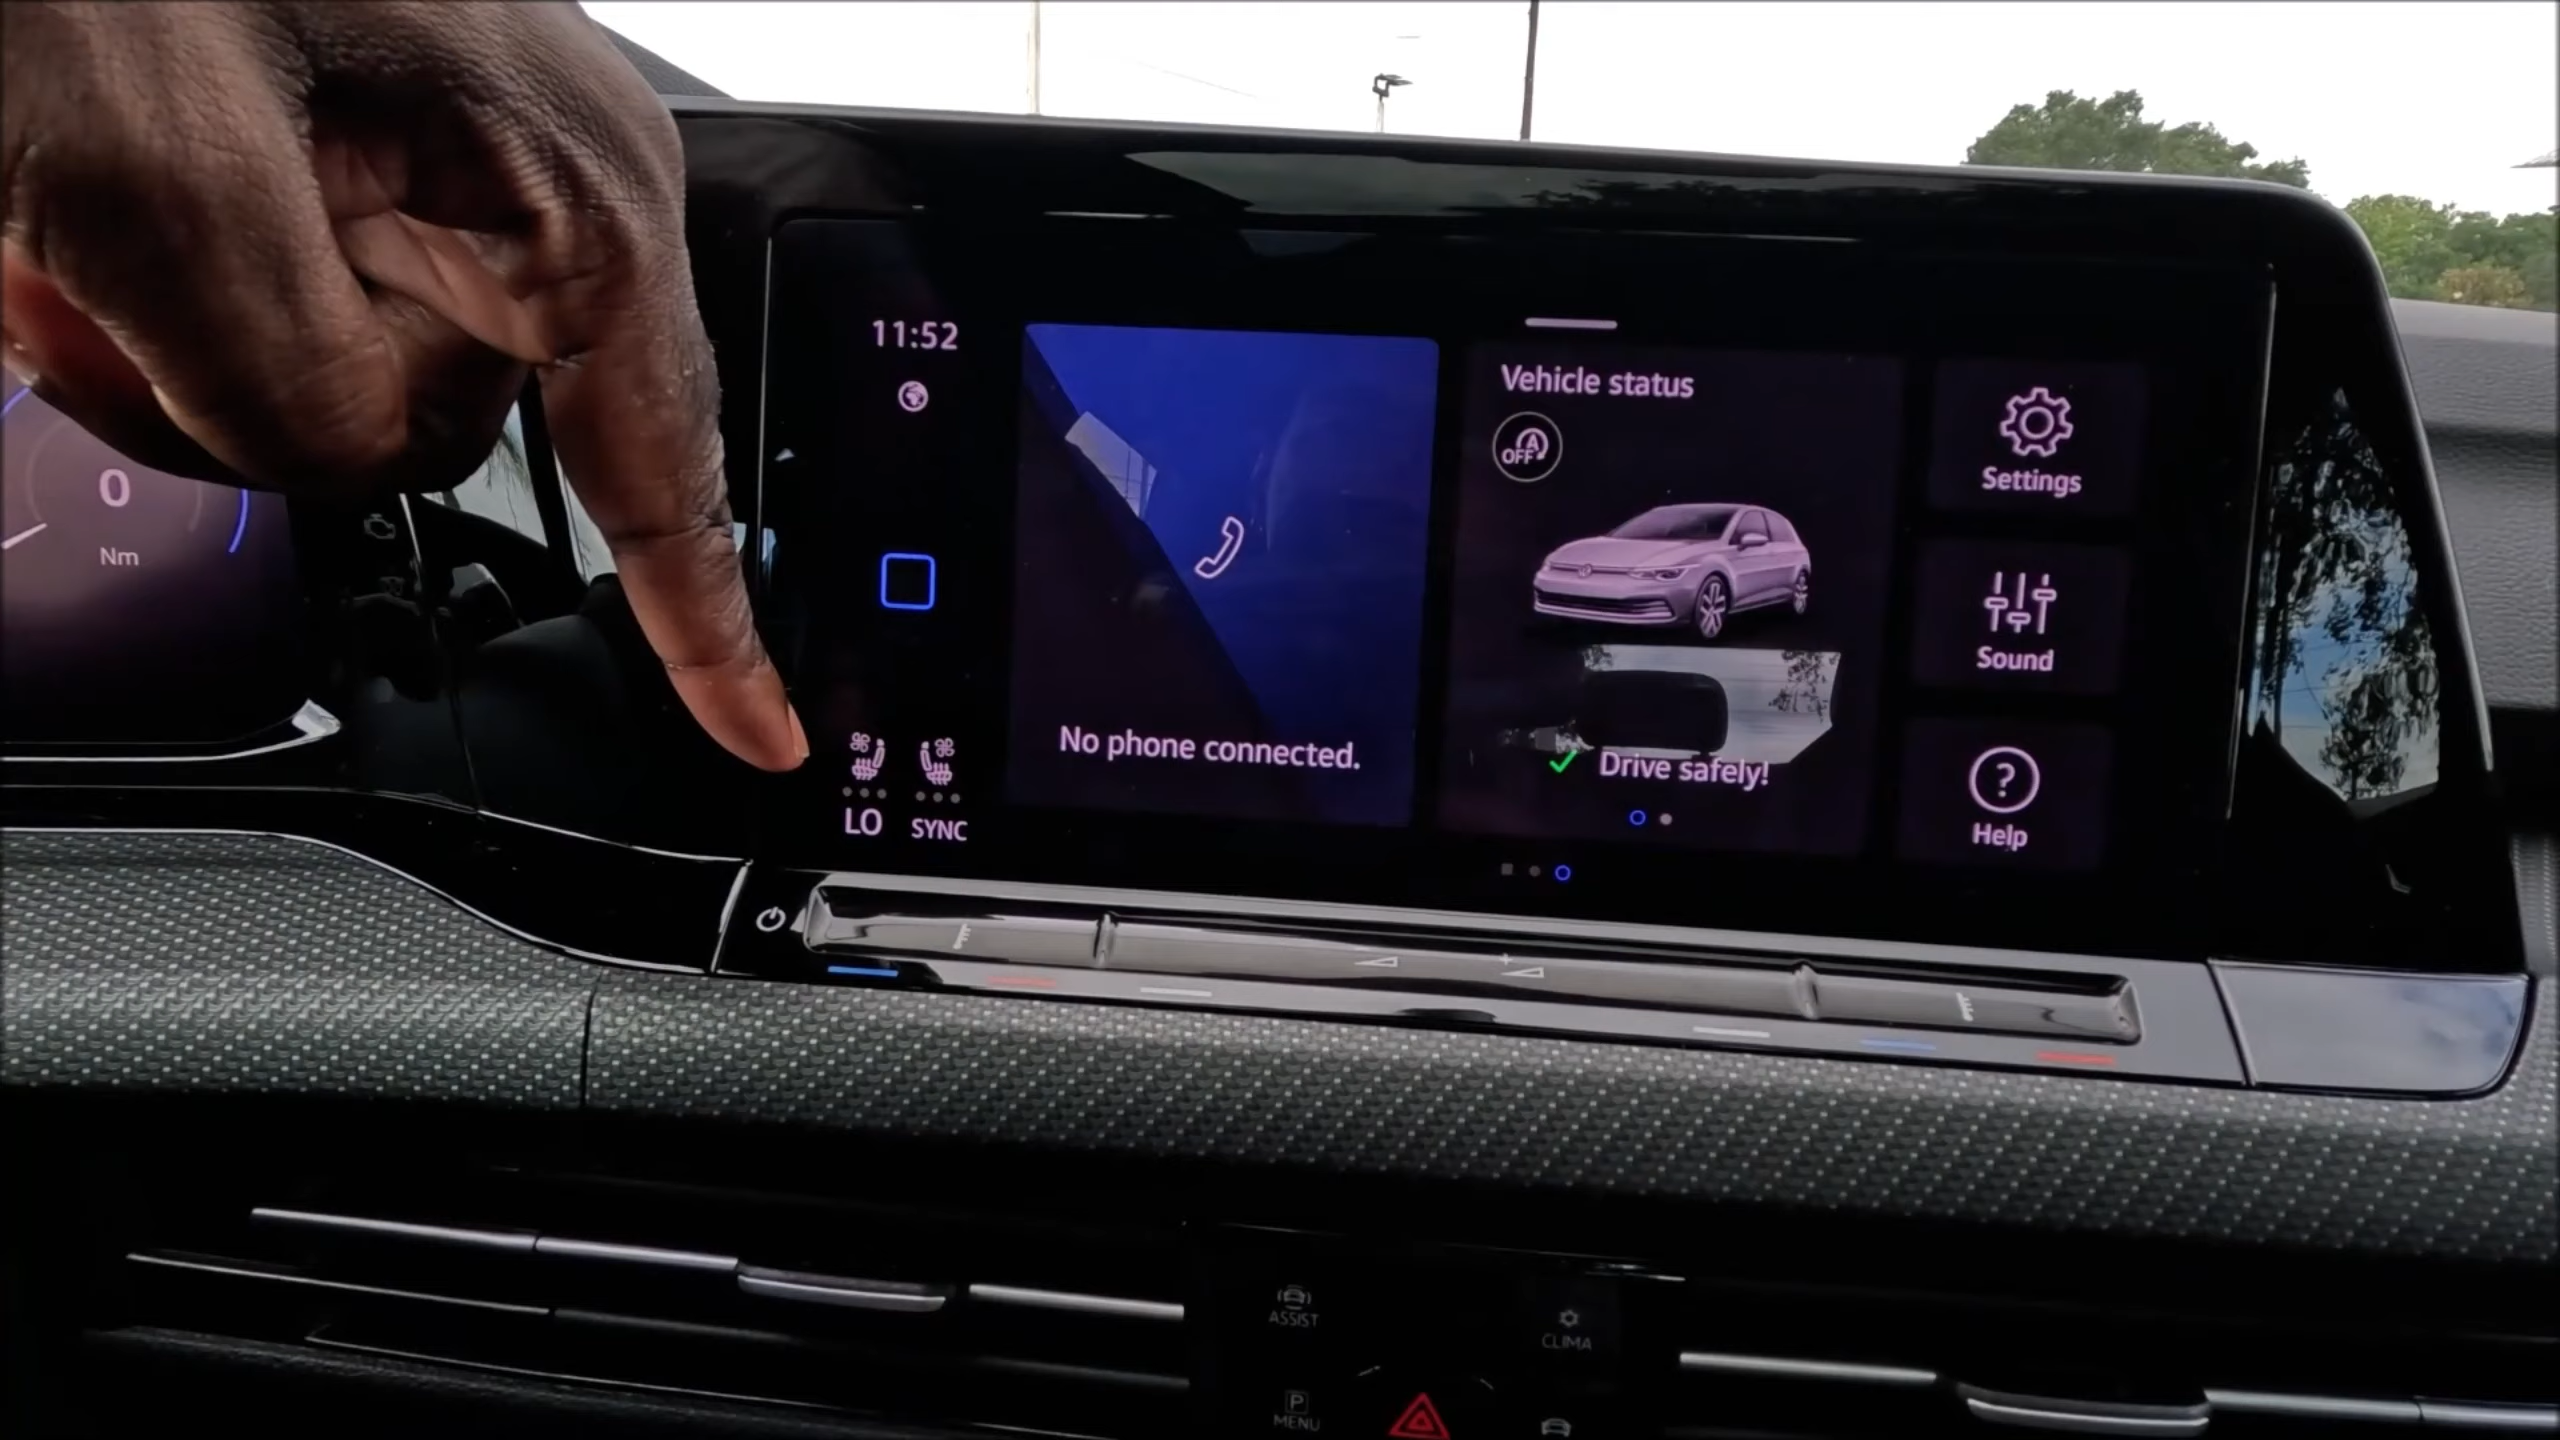 11:52
0
Nm
No phone connected.
LO SYNC
Vehicle status
A
OFF
Drive safely!
Settings
Sound
?
Help
ASSIST
CLIMA
P
MENU